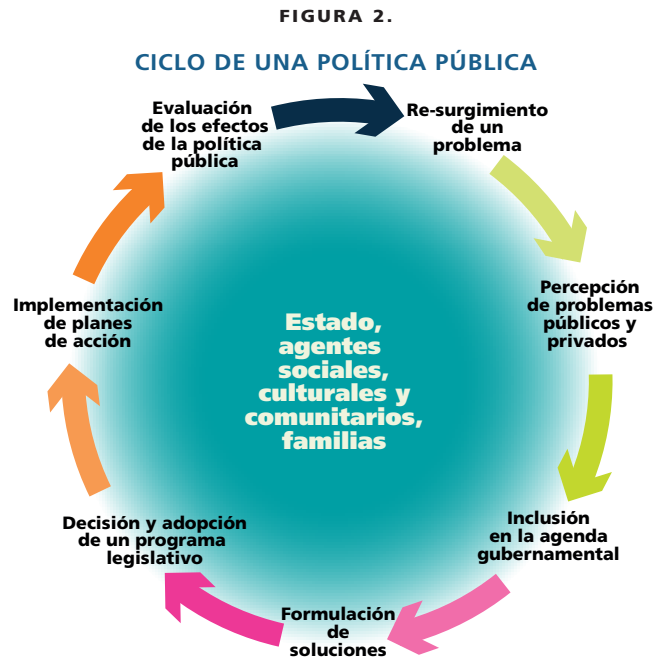 FIGURA 2.
CICLO DE UNA POLÍTICA PÚBLICA
Evaluación
de los efectos
de la política
pública
Re-surgimiento
de un
problema
Percepción
de problemas
públicos y
privados
Inclusión
en la agenda
gubernamental
Formulación
de
soluciones
Decisión y adopción
de un programa
legislativo
Implementación
de planes
de acción
Estado,
agentes
sociales,
culturales y
comunitarios,
familias